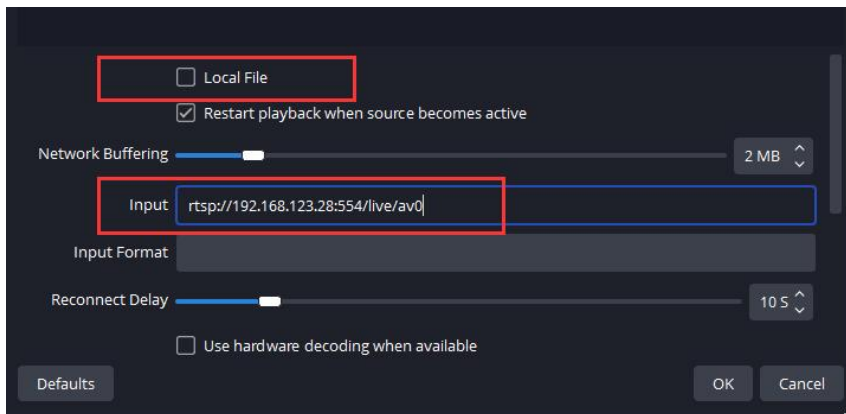 Local File
Restart playback when source becomes active
Network Buffering 2 MB
Input rtsp://192.168.123.28:554/live/av0
Input Format
Reconnect Delay 10 S
Use hardware decoding when available
Defaults OK Cancel